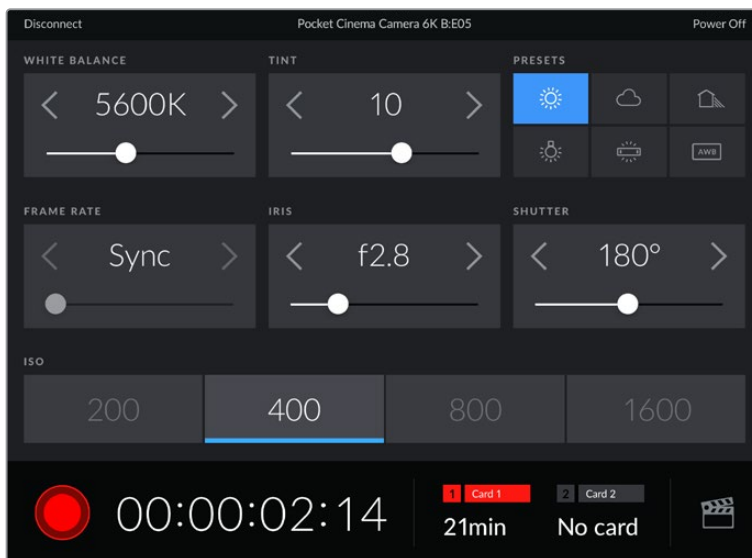 Disconnect Pocket Cinema Camera 6K B:E05 Power Off
WHITE BALANCE TINT PRESETS
5600K 10
AWB
FRAME RATE IRIS SHUTTER
Sync f2.8 180°
ISO
200 400 800 1600
00:00:02:14
1 Card 1 2 Card 2
21min No card